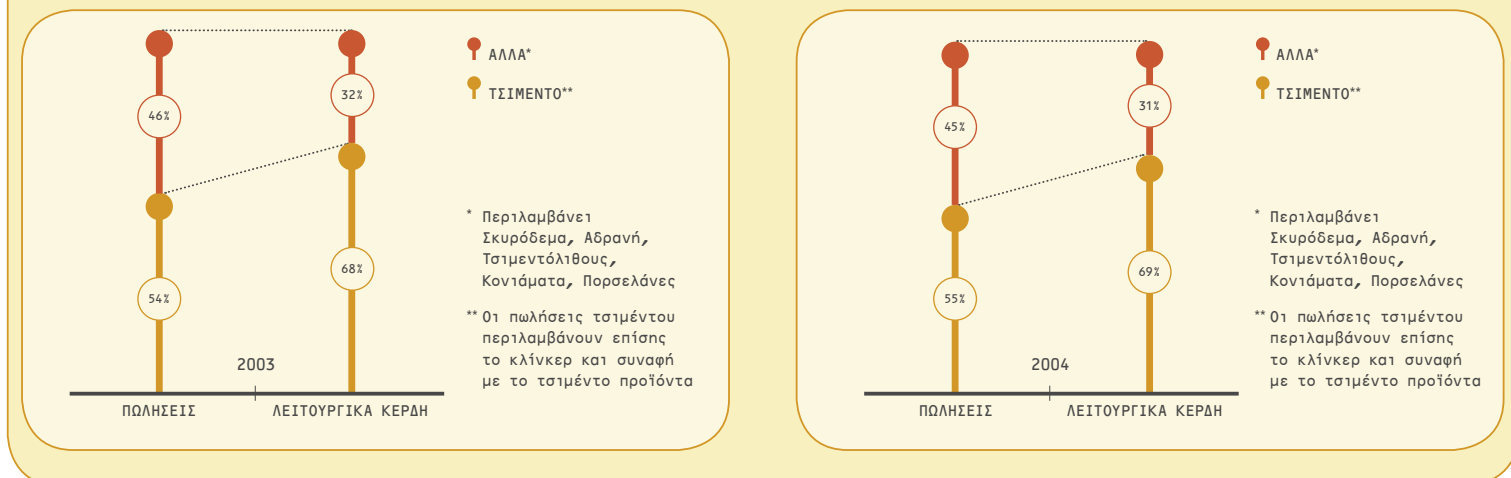 ΑΛΛΑ*
ΤΣΙΜΕΝΤΟ**
46%
32%
54%
68%
2003
ΠΩΛΗΣΕΙΣ
ΛΕΙΤΟΥΡΓΙΚΑ ΚΕΡΔΗ
* Περιλαμβάνει
Σκυρόδεμα, Αδρανή,
Τσιμεντόλιθους,
Κονιάματα, Πορσελάνες
** Οι πωλήσεις τσιμέντου
περιλαμβάνουν επίσης
το κλίνκερ και συναφή
με το τσιμέντο προϊόντα
ΑΛΛΑ*
ΤΣΙΜΕΝΤΟ**
45%
31%
55%
69%
2004
ΠΩΛΗΣΕΙΣ
ΛΕΙΤΟΥΡΓΙΚΑ ΚΕΡΔΗ
* Περιλαμβάνει
Σκυρόδεμα, Αδρανή,
Τσιμεντόλιθους,
Κονιάματα, Πορσελάνες
** Οι πωλήσεις τσιμέντου
περιλαμβάνουν επίσης
το κλίνκερ και συναφή
με το τσιμέντο προϊόντα